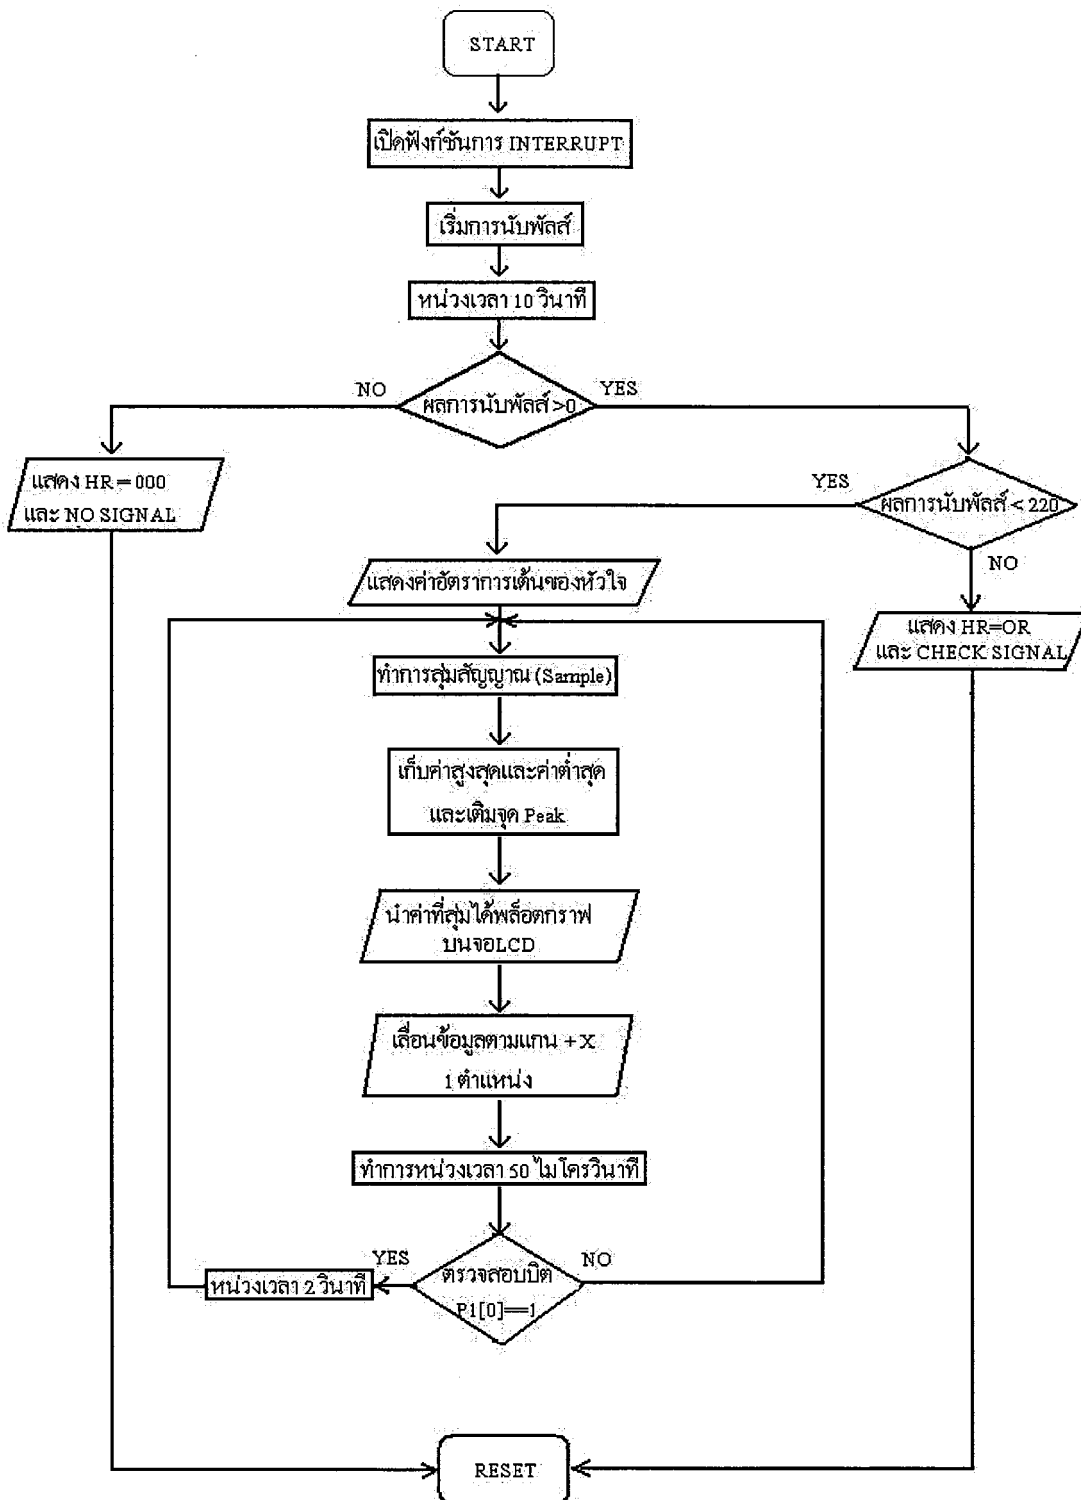 START
เปิดฟังก์ชันการ INTERRUPT
เริ่มการนับพัลส์
หน่วงเวลา 10 วินาที
NO
YES
ผลการนับพัลส์ >0
แสดง HR = 000
และ NO SIGNAL
YES
ผลการนับพัลส์ < 220
NO
แสดงค่าอัตราการเต้นของหัวใจ
แสดง HR=OR
และ CHECK SIGNAL
ทำการสุ่มสัญญาณ (Sample)
เก็บค่าสูงสุดและค่าต่ำสุด
และเติมจุด Peak
นำค่าที่สุ่มได้พล็อตกราฟ
บนจอLCD
เลื่อนข้อมูลตามแกน + X
1 ตำแหน่ง
ทำการหน่วงเวลา 50 ไมโครวินาที
YES
NO
หน่วงเวลา 2 วินาที
ตรวจสอบบิต
P1[0]==1
RESET